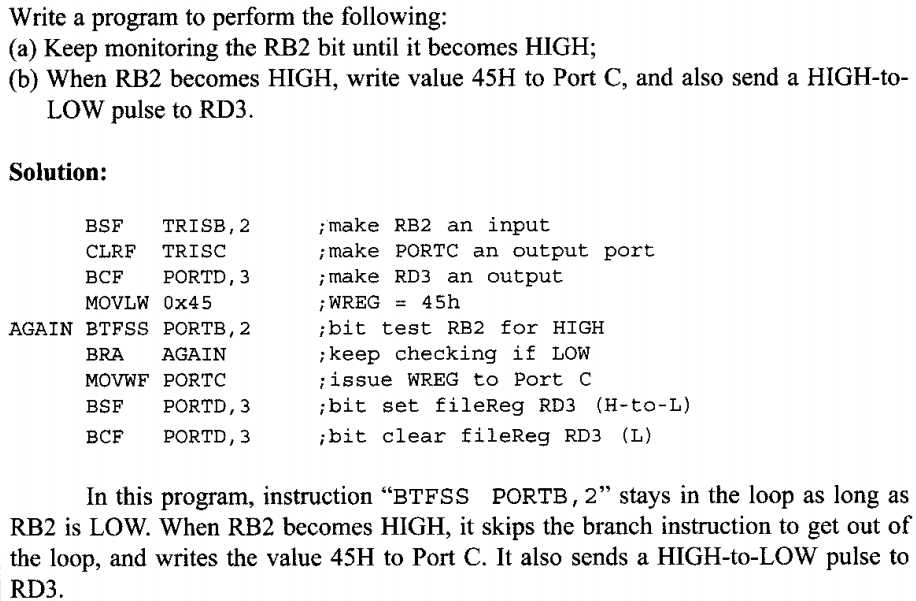 Write a program to perform the following:
(a) Keep monitoring the RB2 bit until it becomes HIGH;
(b) When RB2 becomes HIGH, write value 45H to Port C, and also send a HIGH-to-
LOW pulse to RD3.
Solution:
BSF TRISB,2 ;make RB2 an input
CLRF TRISC ;make PORTC an output port
BCF PORTD,3 ;make RD3 an output
MOVLW 0x45 ;WREG = 45h
AGAIN BTFSS PORTB,2 ;bit test RB2 for HIGH
BRA AGAIN ;keep checking if LOW
MOVWF PORTC ;issue WREG to Port C
BSF PORTD,3 ;bit set fileReg RD3 (H-to-L)
BCF PORTD,3 ;bit clear fileReg RD3 (L)
In this program, instruction “BTFSS PORTB,2” stays in the loop as long as
RB2 is LOW. When RB2 becomes HIGH, it skips the branch instruction to get out of
the loop, and writes the value 45H to Port C. It also sends a HIGH-to-LOW pulse to
RD3.